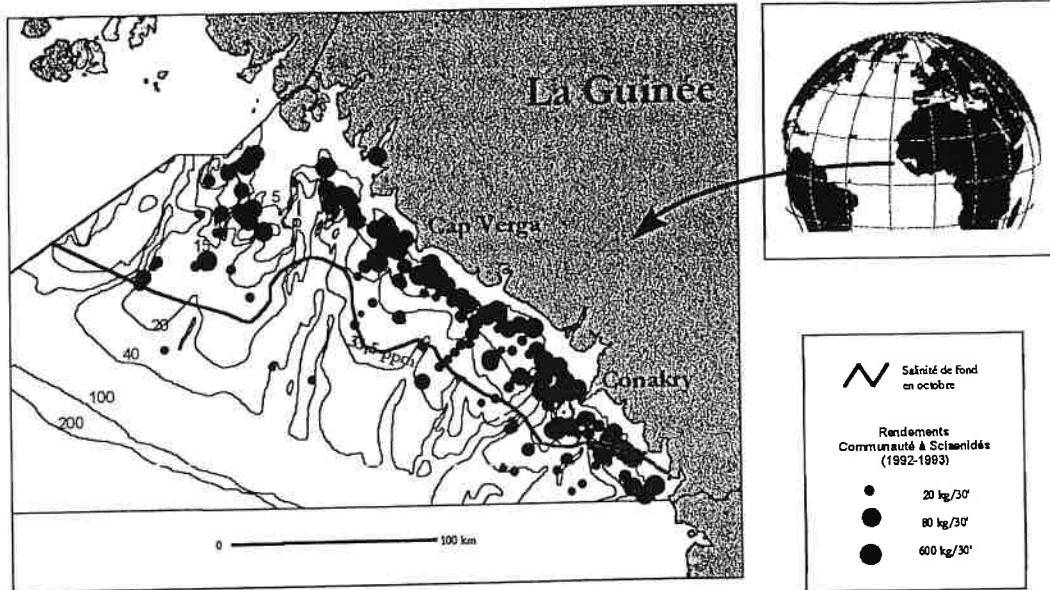 La Guinée
Cap Verga
Conakry
5
15
20
40
100
200
0 100 km
Salinité de fond
en octobre
Rendements
Communauté à Sciaenidés
(1992-1993)
20 kg/30'
80 kg/30'
600 kg/30'